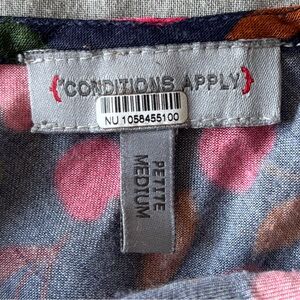 {*CONDITIONS APPLY}
NU 1058455100
PETITE
MEDIUM